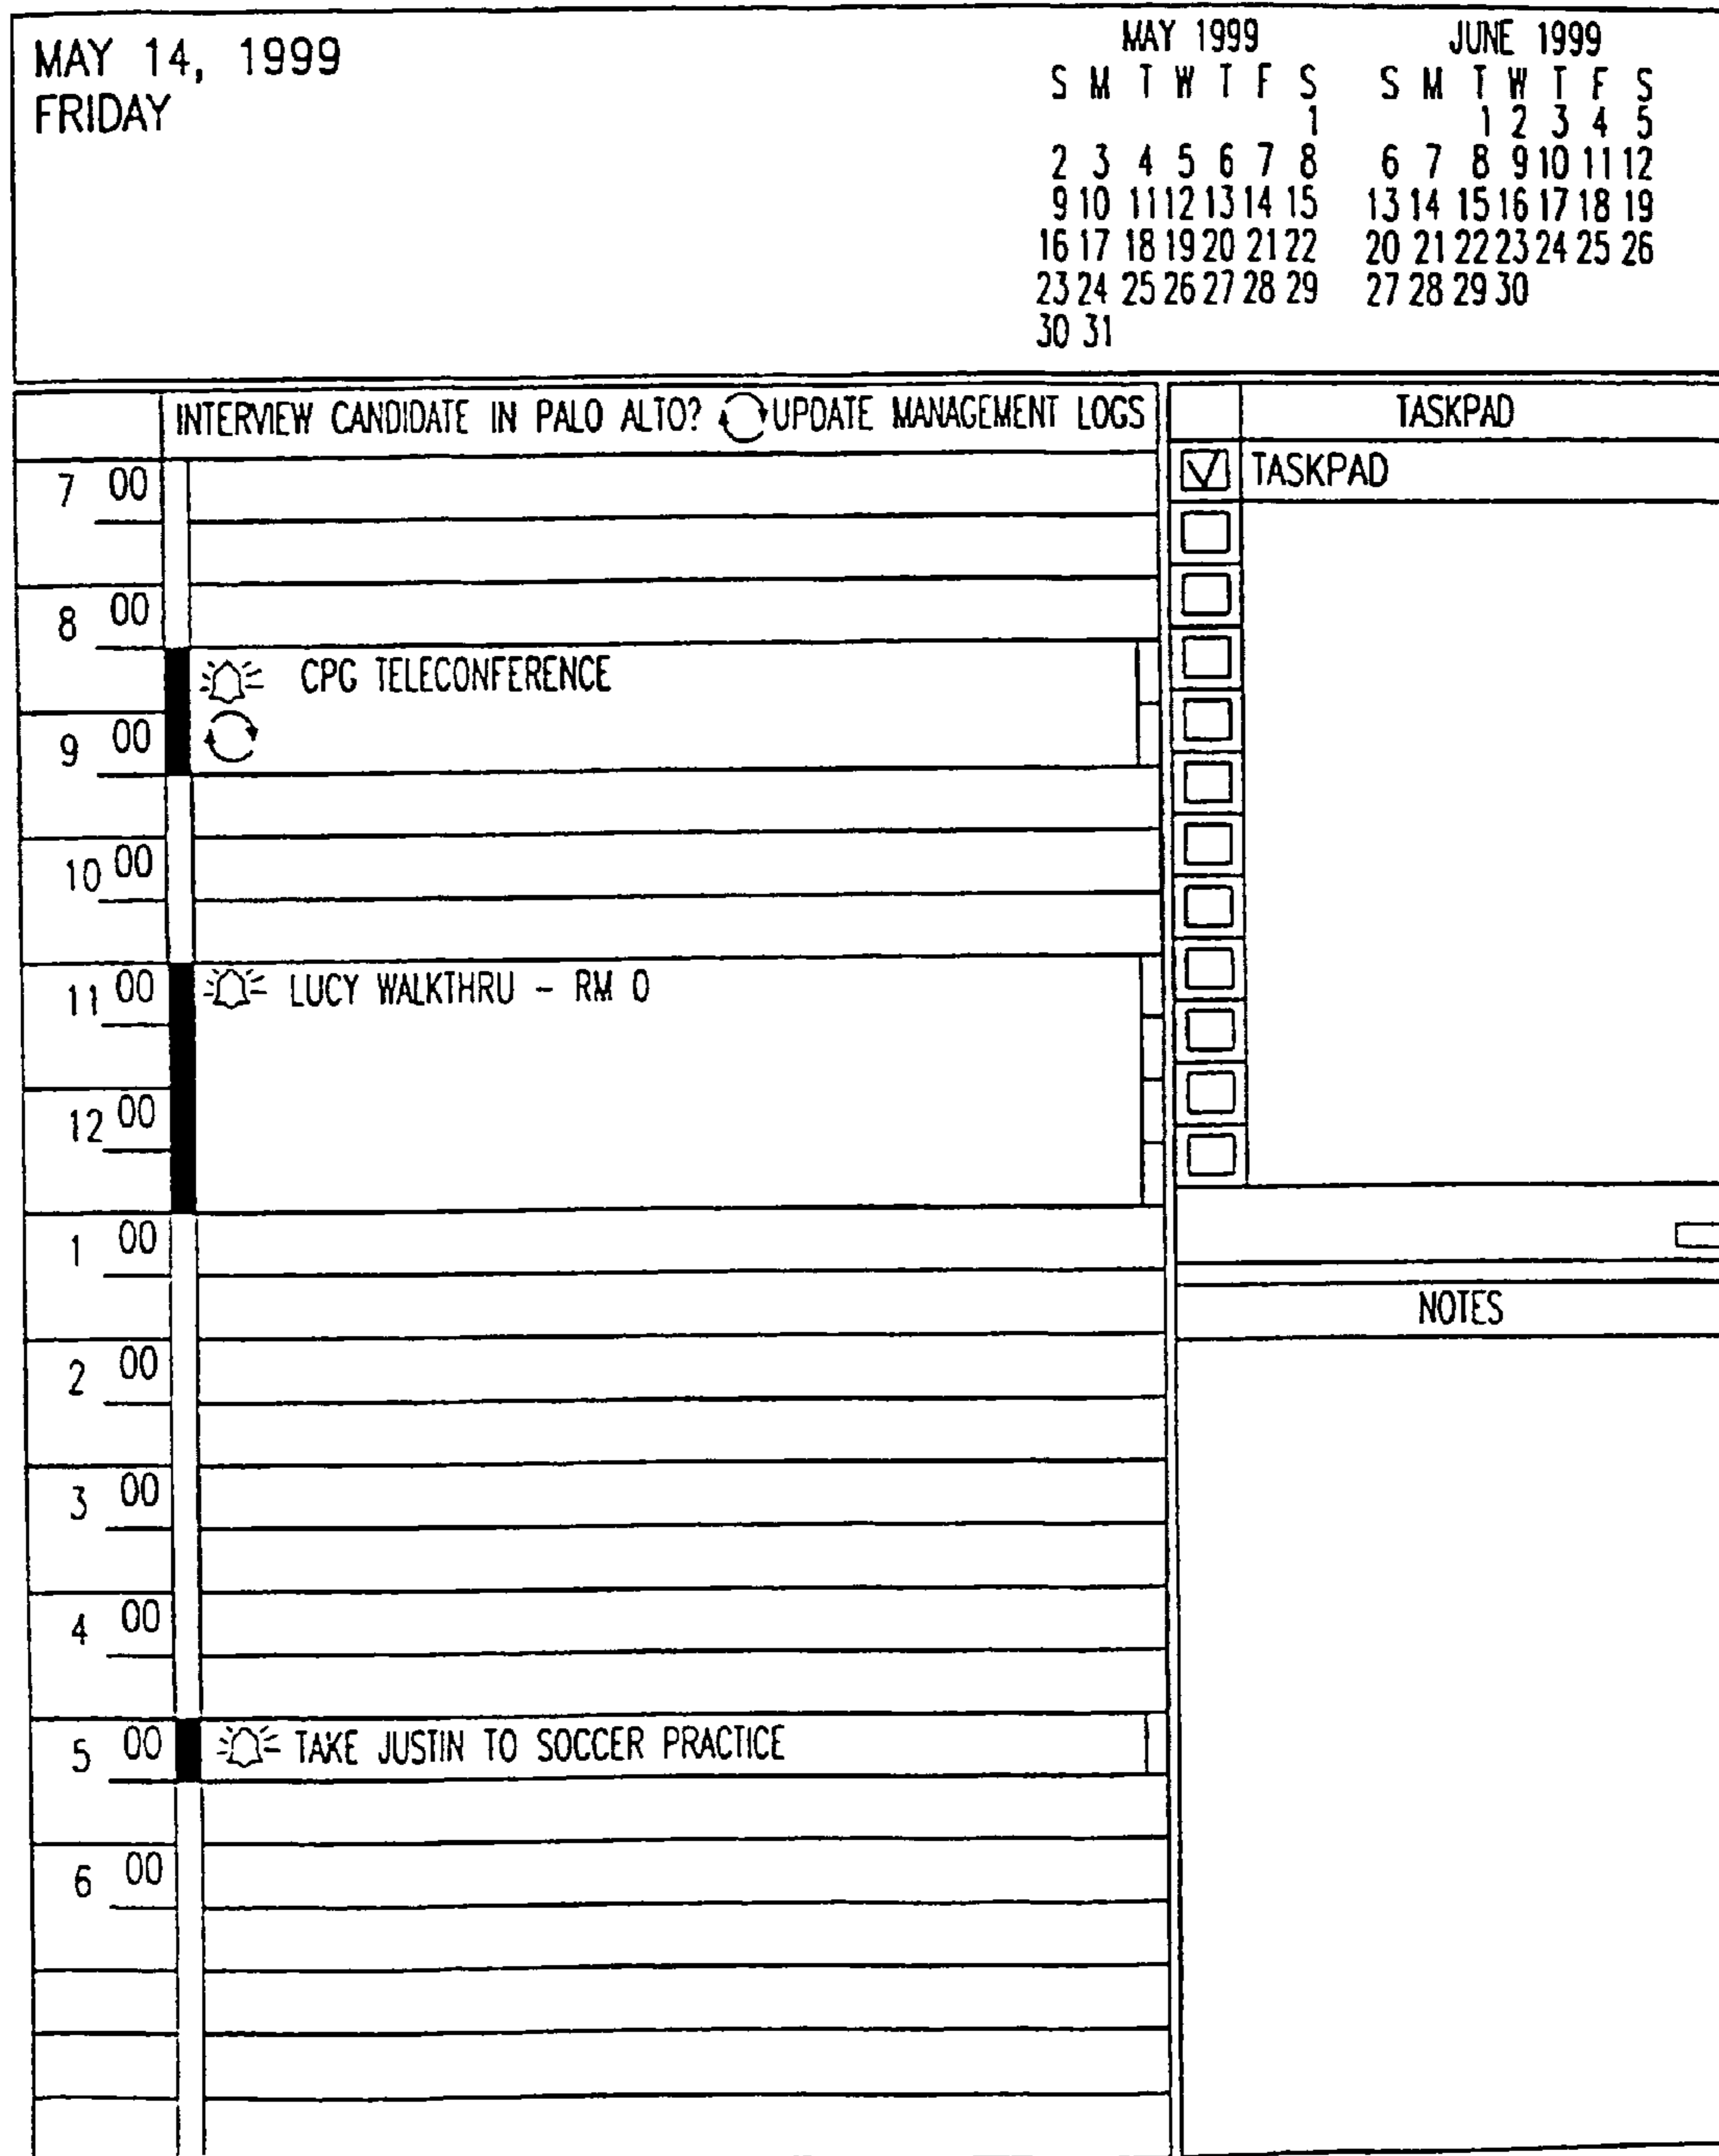 MAY 14, 1999
FRIDAY
MAY 1999
S M T W T F S
1
2 3 4 5 6 7 8
9 10 11 12 13 14 15
16 17 18 19 20 21 22
23 24 25 26 27 28 29
30 31
JUNE 1999
S M T W T F S
1 2 3 4 5
6 7 8 9 10 11 12
13 14 15 16 17 18 19
20 21 22 23 24 25 26
27 28 29 30
INTERVIEW CANDIDATE IN PALO ALTO? UPDATE MANAGEMENT LOGS
7 00
8 00
CPG TELECONFERENCE
9 00
10 00
11 00 LUCY WALKTHRU - RM 0
12 00
1 00
2 00
3 00
4 00
5 00 TAKE JUSTIN TO SOCCER PRACTICE
6 00
TASKPAD
TASKPAD
NOTES